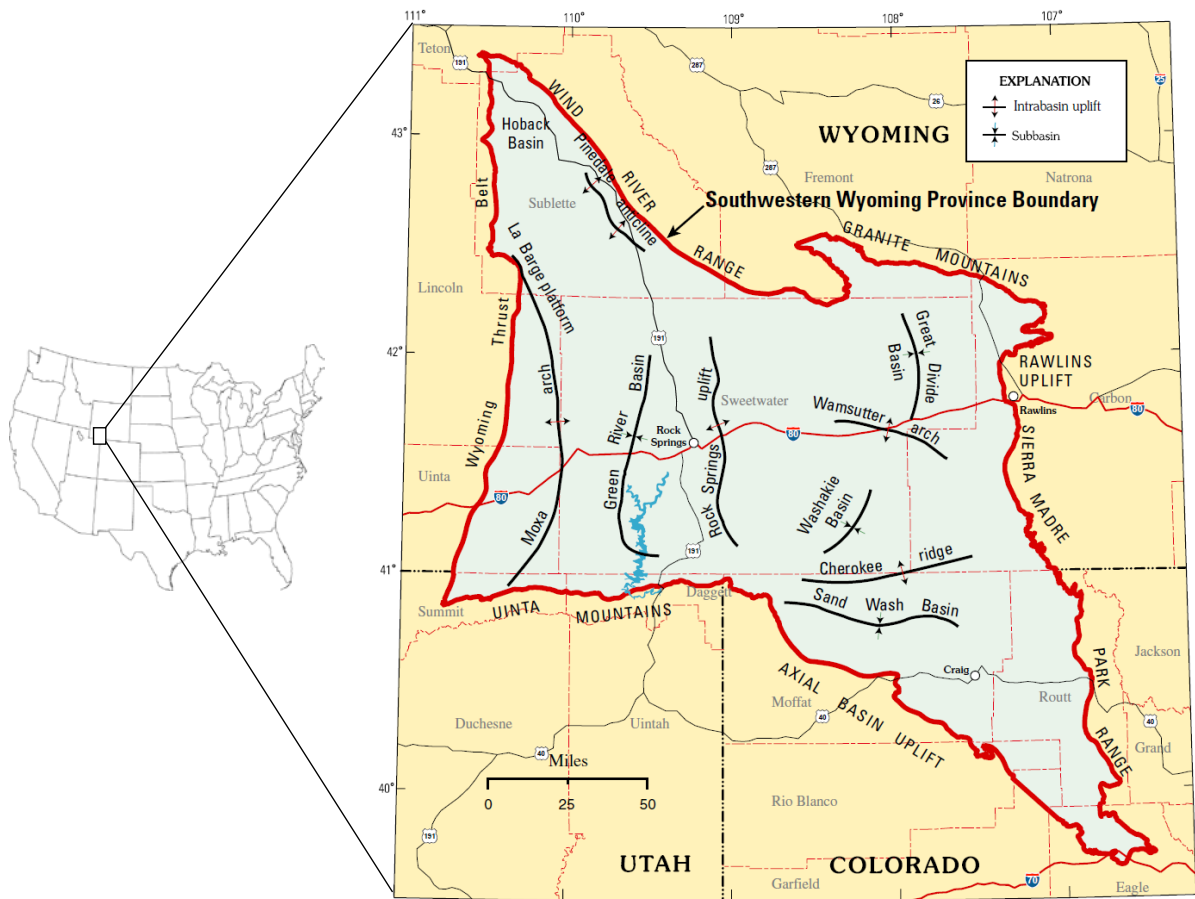 111°
110°
109°
108°
107°
Teton
191
287
26
25
EXPLANATION
Intrabasin uplift
Subbasin
WIND
RIVER
RANGE
Hoback
Basin
43°
WYOMING
Pinedale
anticline
287
Fremont
Natrona
Belt
Sublette
Southwestern Wyoming Province Boundary
GRANITE
MOUNTAINS
La
Barge platform
Lincoln
Thrust
Wyoming
42°
191
Great
Divide
Basin
RAWLINS
UPLIFT
Rawlins
Carbon
80
arch
Moxa
Green
River
Basin
Rock
Springs
uplift
Rock Springs
Sweetwater
80
Wamsutter
arch
SIERRA
MADRE
Uinta
80
Washakie
Basin
191
Cherokee
ridge
41°
Summit
UINTA
MOUNTAINS
Daggett
Sand
Wash
Basin
Craig
AXIAL
BASIN
UPLIFT
Moffat
40
Routt
PARK
RANGE
Jackson
40
Grand
Duchesne
Uintah
40
Miles
0
25
50
40°
Rio Blanco
191
UTAH
COLORADO
Garfield
70
Eagle